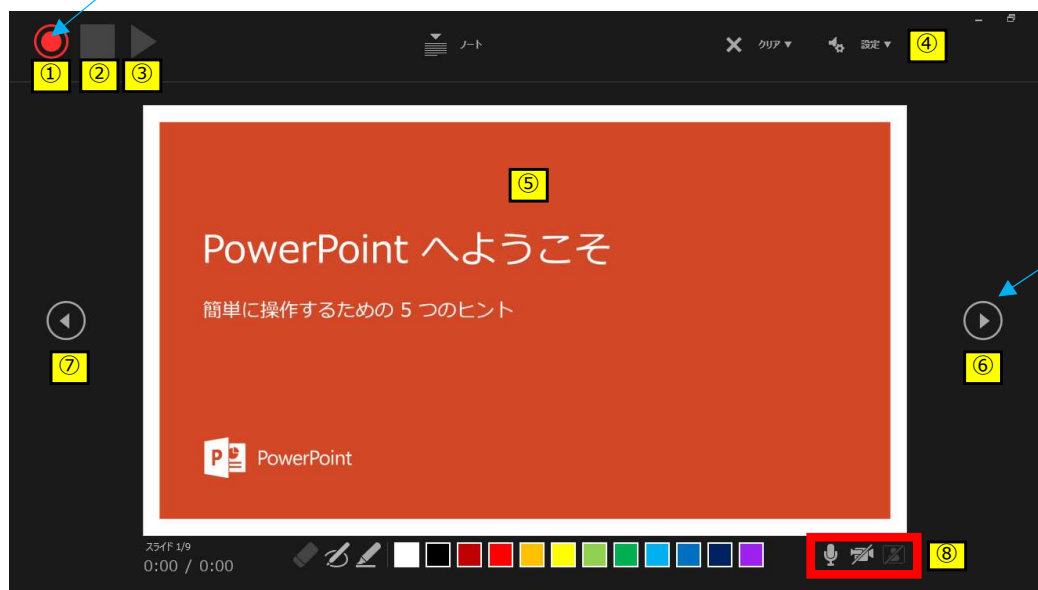 ノート
クリア▼
設定▼
④
①
②
③
⑤
PowerPoint へようこそ
簡単に操作するための 5 つのヒント
⑦
⑥
P
PowerPoint
スライド 1/9
0:00 / 0:00
⑧